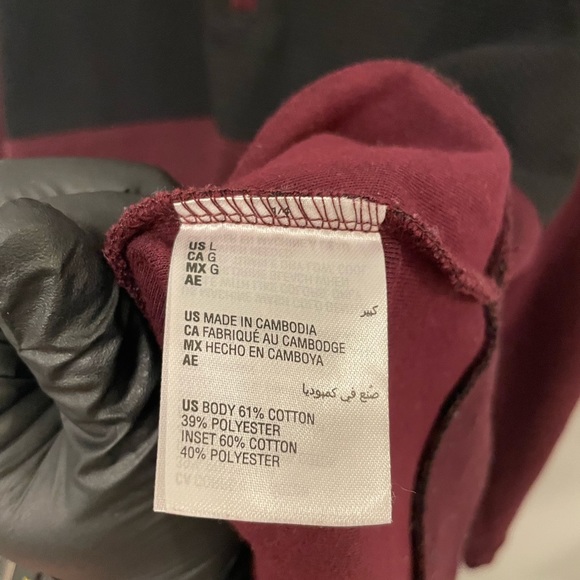 US L
CA G
MX G
AE
كبير
US MADE IN CAMBODIA
CA FABRIQUÉ AU CAMBODGE
MX HECHO EN CAMBOYA
AE
صُنع في كمبوديا
US BODY 61% COTTON
39% POLYESTER
INSET 60% COTTON
40% POLYESTER